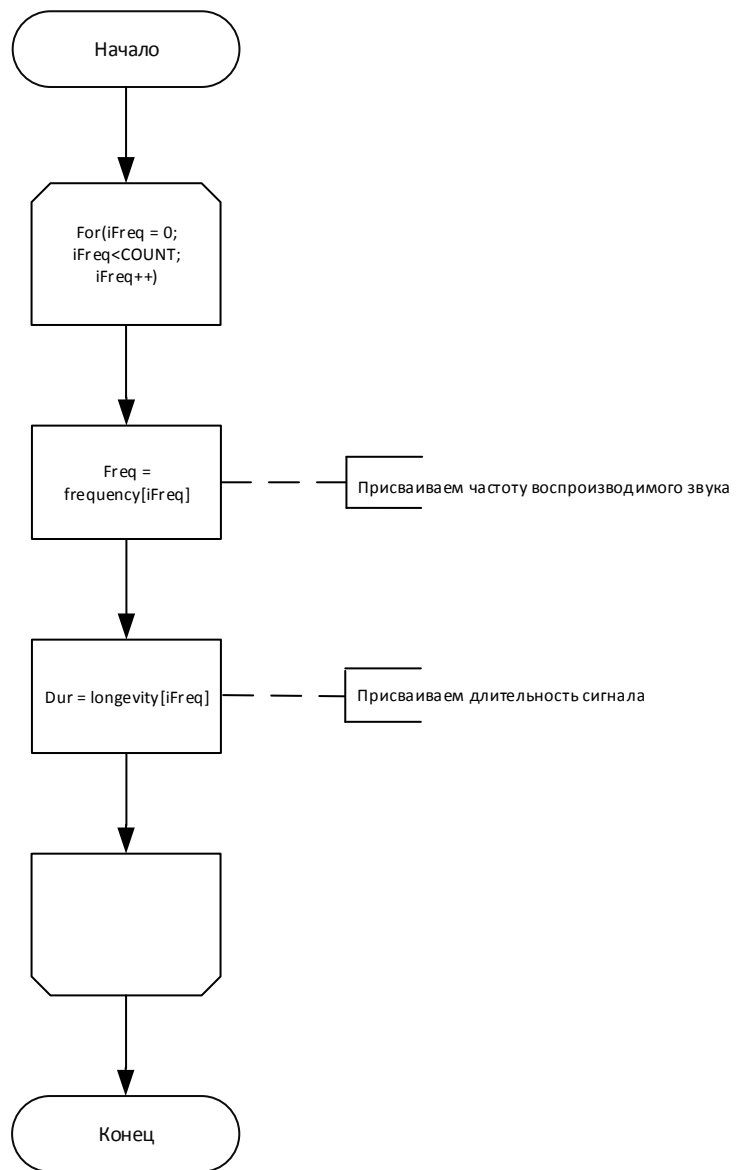 Начало
For(iFreq = 0;
iFreq<COUNT;
iFreq++)
Freq =
frequency[iFreq]
Присваиваем частоту воспроизводимого звука
Dur = longevity[iFreq]
Присваиваем длительность сигнала
Конец